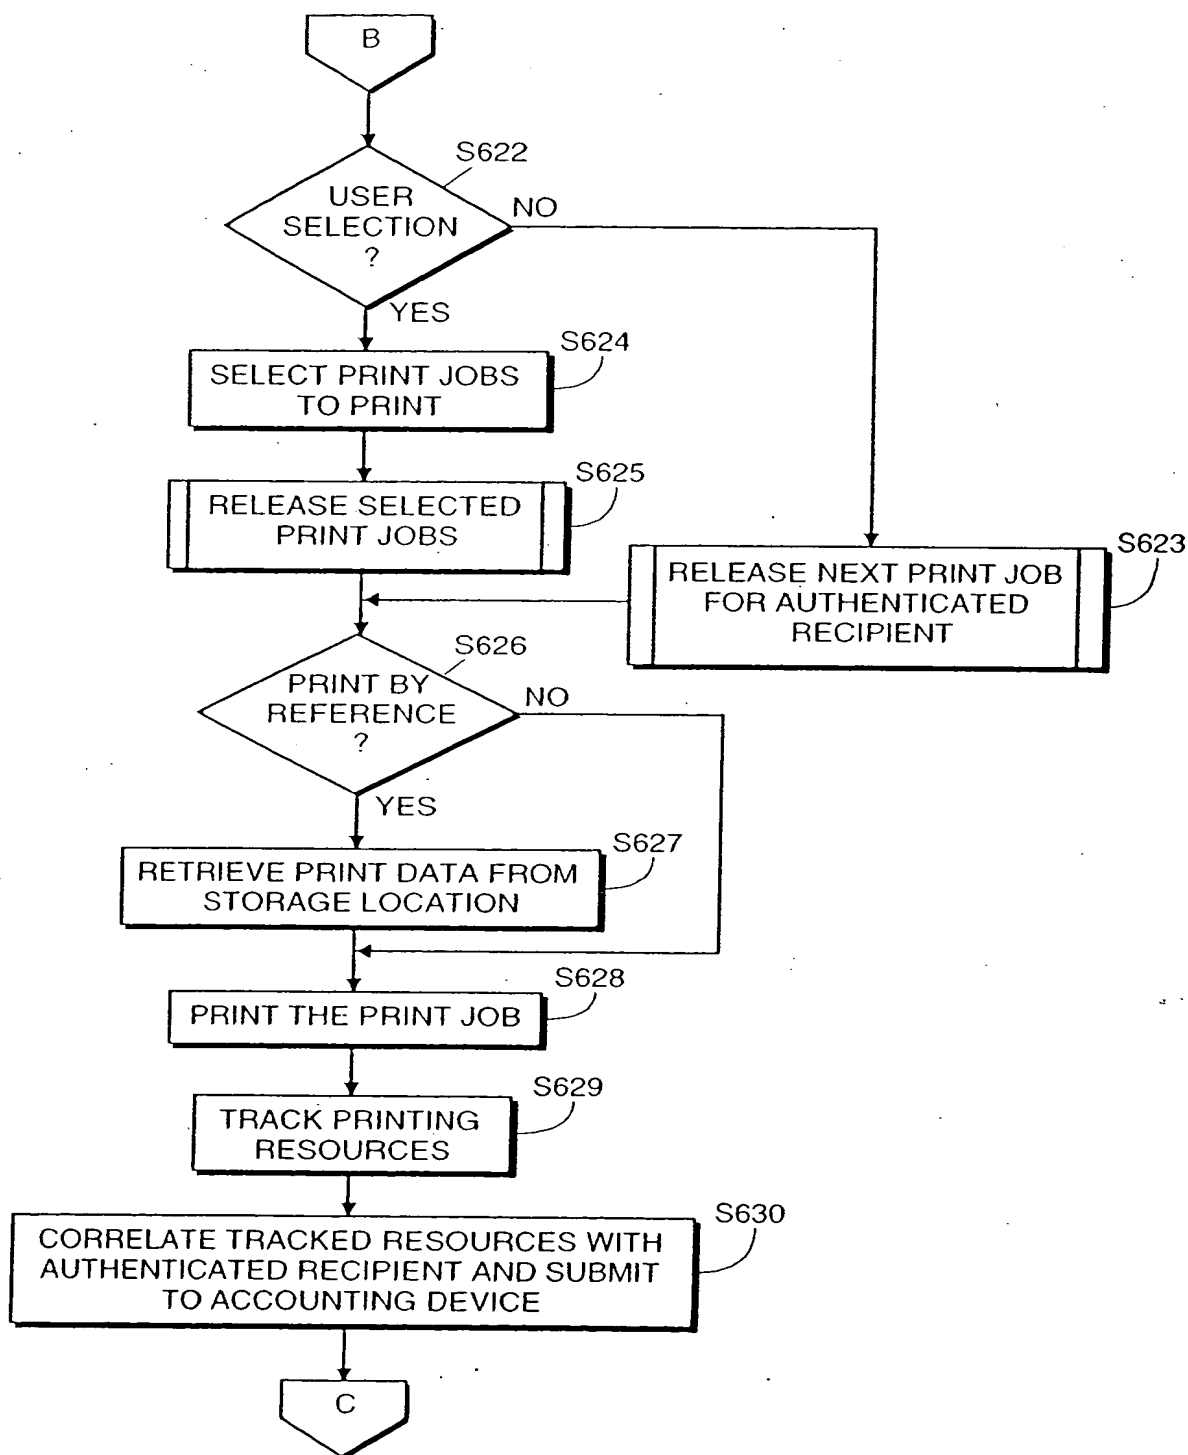 B
S622
USER
SELECTION
?
NO
YES
S624
SELECT PRINT JOBS
TO PRINT
S625
RELEASE SELECTED
PRINT JOBS
S623
RELEASE NEXT PRINT JOB
FOR AUTHENTICATED
RECIPIENT
S626
PRINT BY
REFERENCE
?
NO
YES
S627
RETRIEVE PRINT DATA FROM
STORAGE LOCATION
S628
PRINT THE PRINT JOB
S629
TRACK PRINTING
RESOURCES
S630
CORRELATE TRACKED RESOURCES WITH
AUTHENTICATED RECIPIENT AND SUBMIT
TO ACCOUNTING DEVICE
C